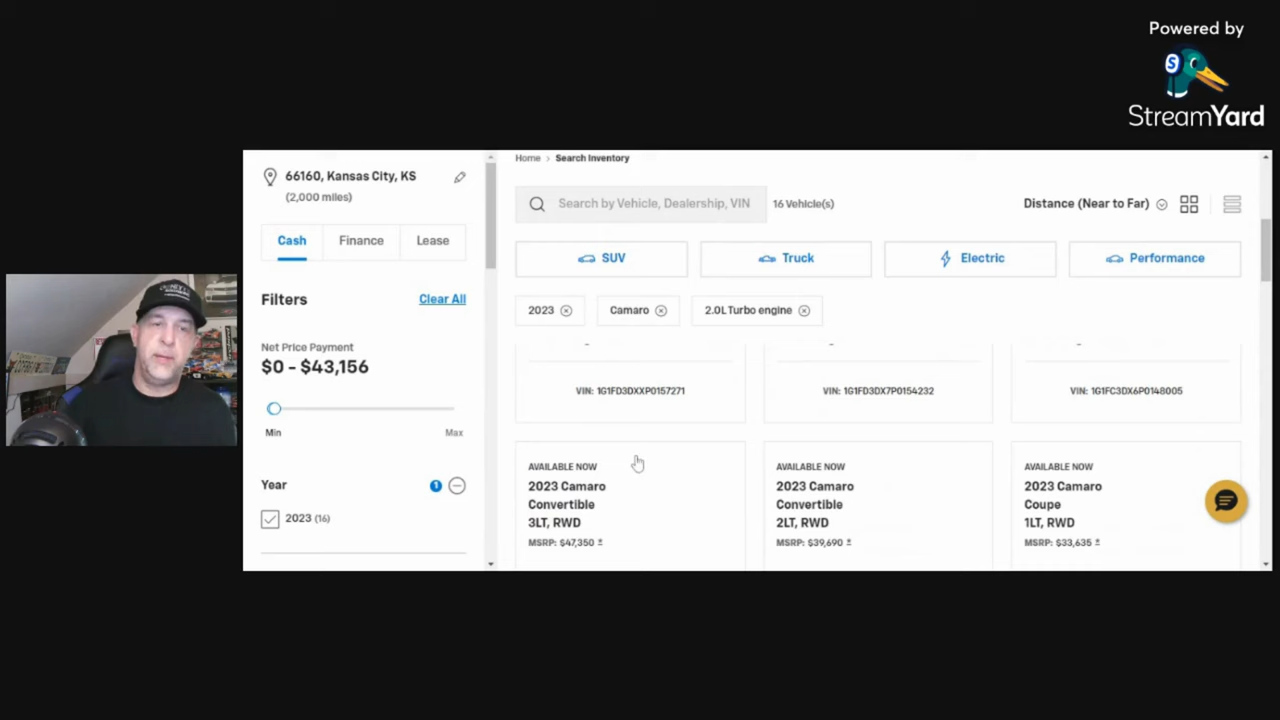 Powered by
S
StreamYard
66160, Kansas City, KS
(2,000 miles)
Cash
Finance
Lease
Filters
Clear All
Net Price Payment
$0 - $43,156
Min
Max
Year
1
2023 (16)
Home > Search Inventory
Search by Vehicle, Dealership, VIN
16 Vehicle(s)
Distance (Near to Far)
SUV
Truck
Electric
Performance
2023
Camaro
2.0L Turbo engine
VIN: 1G1FD3DXXP0157271
VIN: 1G1FD3DX7P0154232
VIN: 1G1FC3DX6P0148005
AVAILABLE NOW
2023 Camaro
Convertible
3LT, RWD
MSRP: $47,350 ±
AVAILABLE NOW
2023 Camaro
Convertible
2LT, RWD
MSRP: $39,690 ±
AVAILABLE NOW
2023 Camaro
Coupe
1LT, RWD
MSRP: $33,635 ±